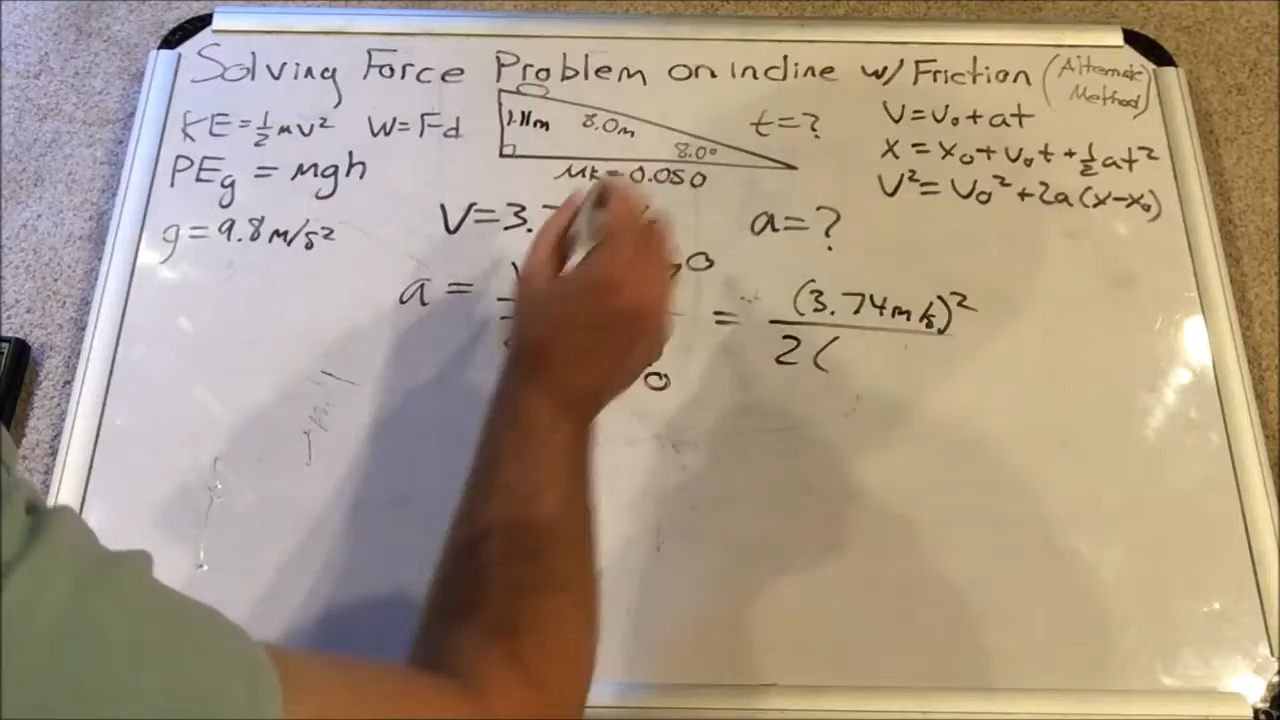 Solving Force Problem on incline w/ Friction (Alternate Method)
KE = ½mv² W = Fd
PEg = mgh
g = 9.8 m/s²
1.11m 8.0m 8.0°
μk = 0.050
t = ?
V = V₀ + at
x = x₀ + v₀t + ½at²
V² = V₀² + 2a(x-x₀)
V = 3.
a = ?
a =
0
0
= (3.74 m/s)²
2(